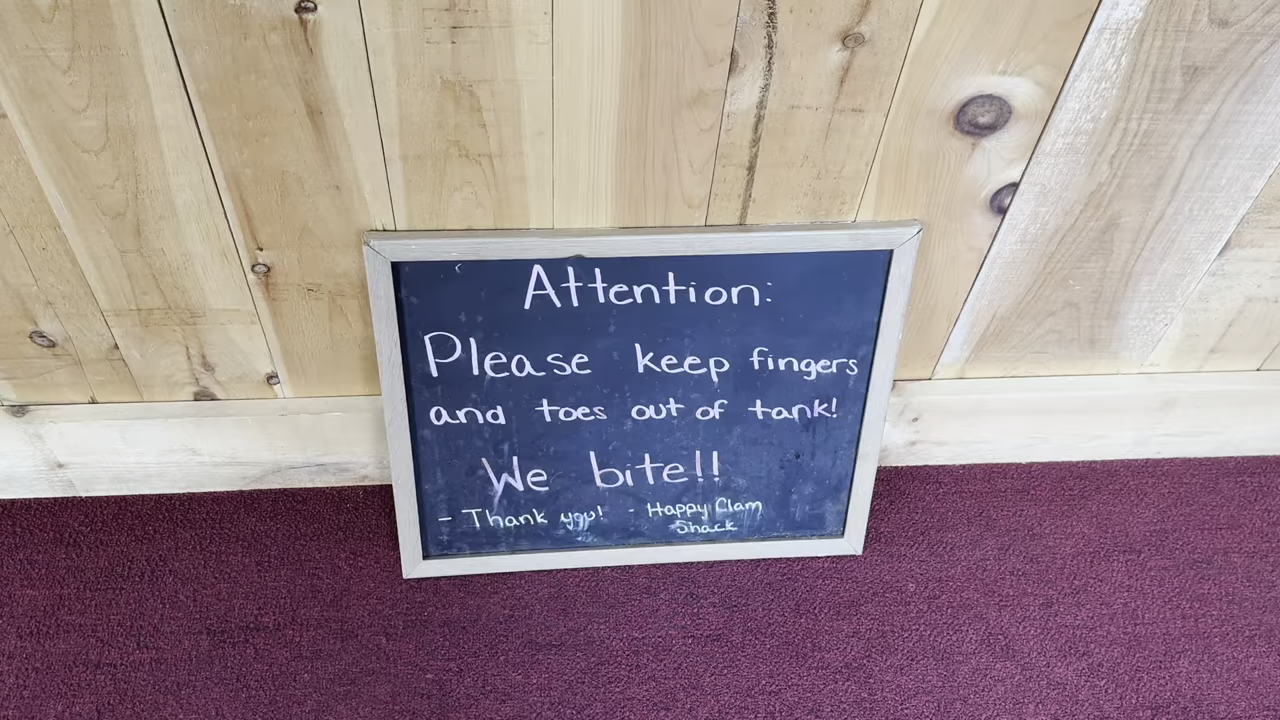 Attention:
Please keep fingers
and toes out of tank!
We bite!!
- Thank you! - Happy Clam
Shack